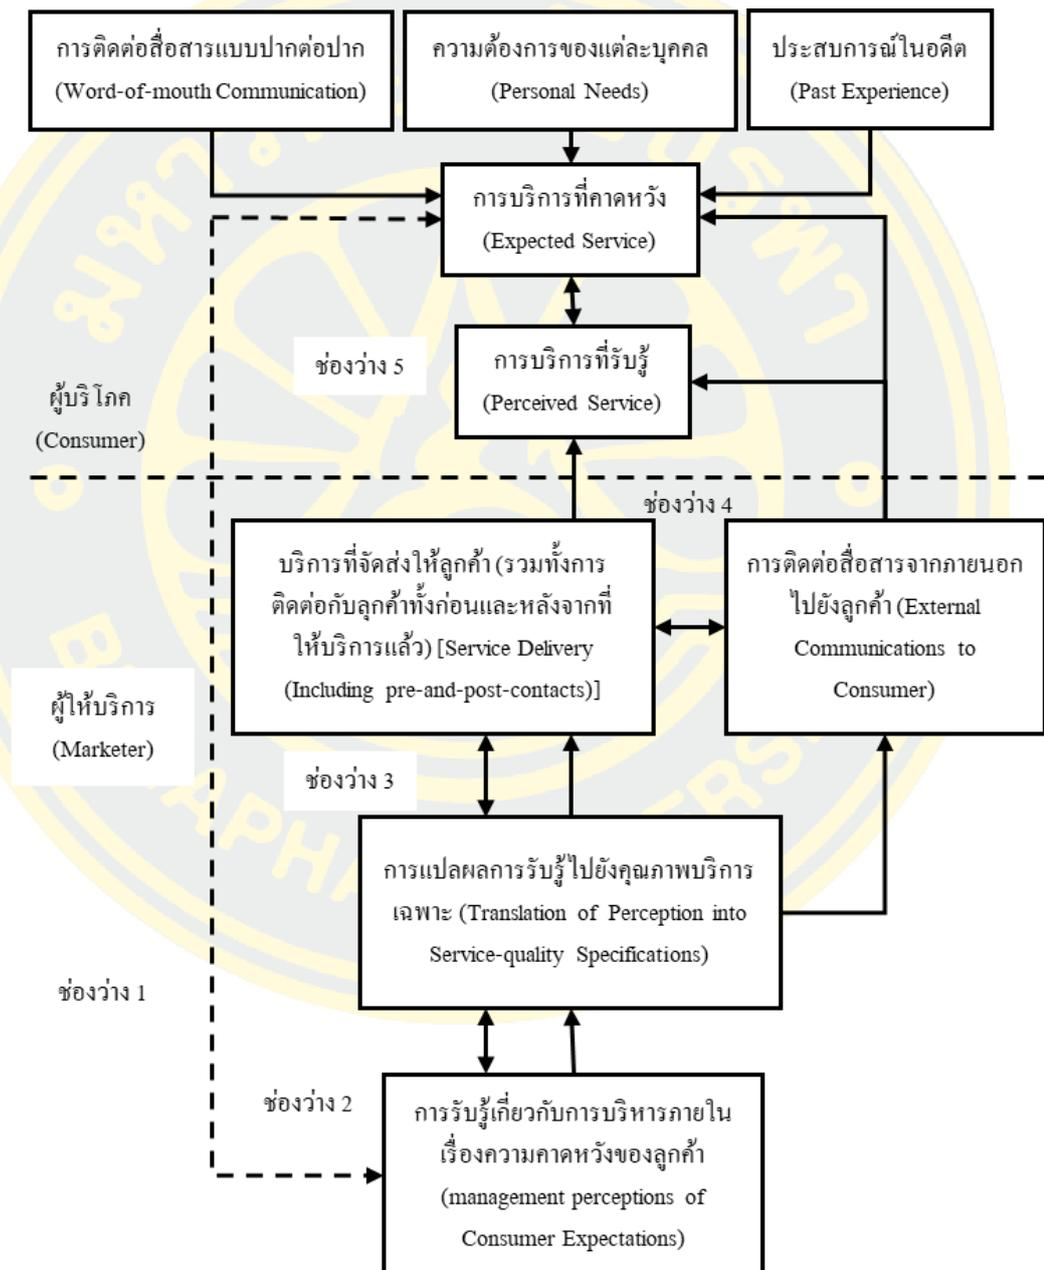 การติดต่อสื่อสารแบบปากต่อปาก
(Word-of-mouth Communication)
ความต้องการของแต่ละบุคคล
(Personal Needs)
ประสบการณ์ในอดีต
(Past Experience)
การบริการที่คาดหวัง
(Expected Service)
ช่องว่าง 5
การบริการที่รับรู้
(Perceived Service)
ผู้บริโภค
(Consumer)
ช่องว่าง 4
บริการที่จัดส่งให้ลูกค้า (รวมทั้งการ
ติดต่อกับลูกค้าทั้งก่อนและหลังจากที่
ให้บริการแล้ว) [Service Delivery
(Including pre-and-post-contacts)]
การติดต่อสื่อสารจากภายนอก
ไปยังลูกค้า (External
Communications to
Consumer)
ผู้ให้บริการ
(Marketer)
ช่องว่าง 3
การแปลผลการรับรู้ไปยังคุณภาพบริการ
เฉพาะ (Translation of Perception into
Service-quality Specifications)
ช่องว่าง 1
ช่องว่าง 2
การรับรู้เกี่ยวกับการบริหารภายใน
เรื่องความคาดหวังของลูกค้า
(management perceptions of
Consumer Expectations)